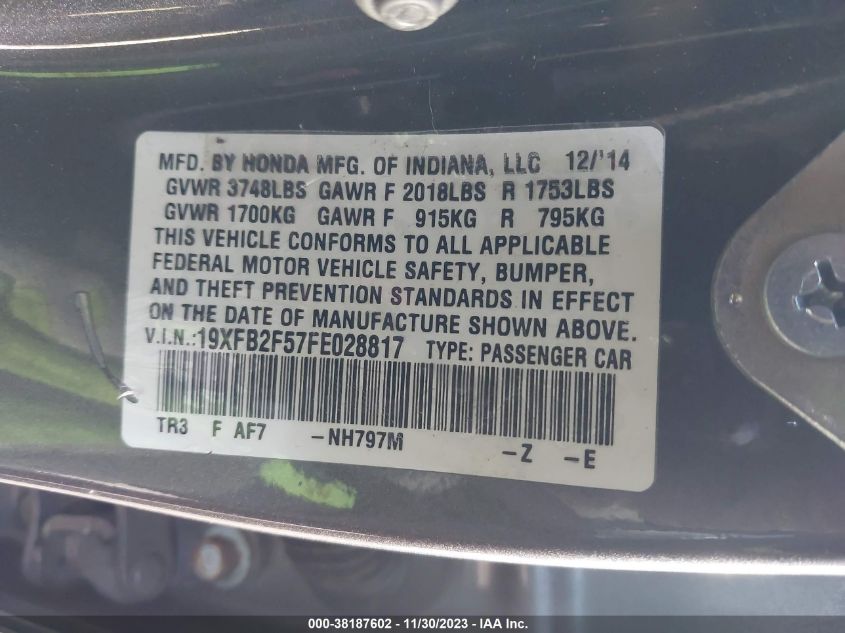 MFD. BY HONDA MFG. OF INDIANA, LLC 12/'14
GVWR 3748LBS GAWR F 2018LBS R 1753LBS
GVWR 1700KG GAWR F 915KG R 795KG
THIS VEHICLE CONFORMS TO ALL APPLICABLE
FEDERAL MOTOR VEHICLE SAFETY, BUMPER,
AND THEFT PREVENTION STANDARDS IN EFFECT
ON THE DATE OF MANUFACTURE SHOWN ABOVE.
V.I.N.:19XFB2F57FE028817 TYPE: PASSENGER CAR
TR3 F AF7 -NH797M -Z -E
000-38187602 - 11/30/2023 - IAA Inc.